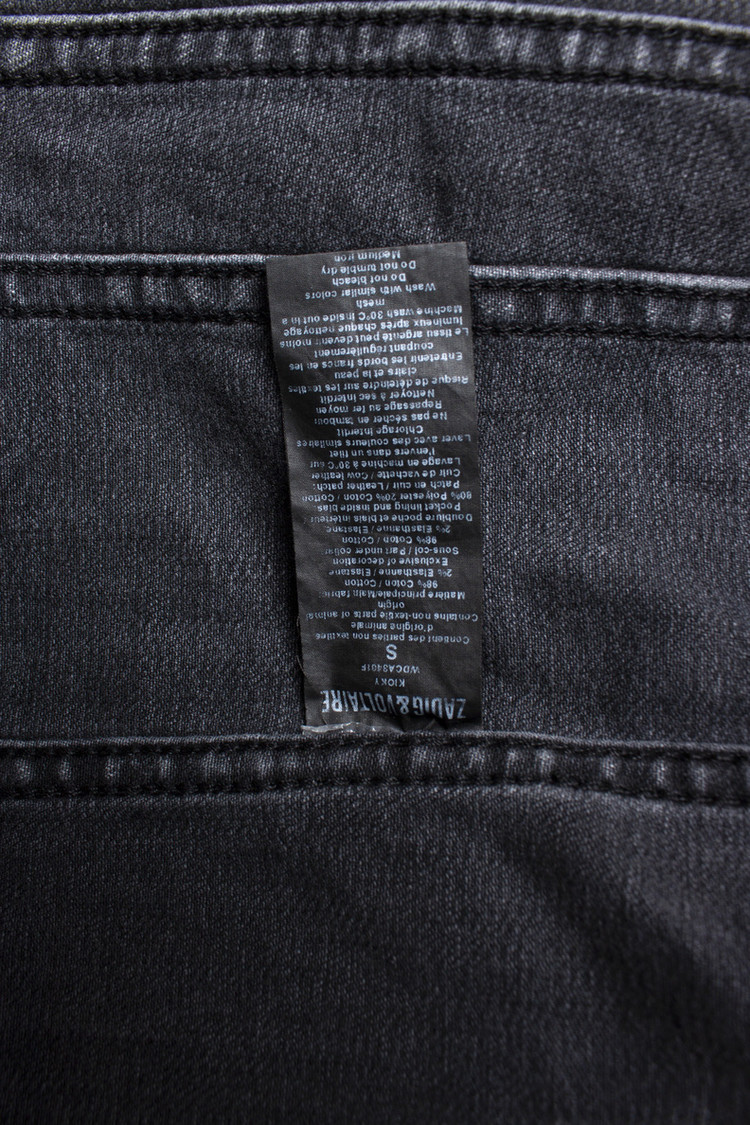 ZADIG&VOLTAIRE
KICKY
WDCA3401F
S
Contient des parties non textiles
d'origine animale
Contains non-textile parts of animal
origin
Matière principale/Main fabric
98% Coton / Cotton
2% Elasthanne / Elastane
Exclusive of decoration
Sous-col / Part under collar
98% Coton / Cotton
2% Elasthanne / Elastane
Doublure poche et biais interieur /
Pocket lining and inside bias
80% Polyester 20% Coton /Cotton
Patch en cuir / Leather patch:
Cuir de vachette / Cow leather
Lavage en machine à 30°C sur
l'envers dans un filet
Laver avec des couleurs similaires
Chlorage interdit
Ne pas sécher en tambour
Repassage au fer moyen
Nettoyer à sec interdit
Risque de déteindre sur les textiles
clairs et la peau
Entretenir les bords francs en les
coupant régulièrement
Le tissu argenté peut devenir moins
lumineux après chaque nettoyage
Machine wash 30°C inside out in a
mesh
Wash with similar colors
Do not bleach
Do not tumble dry
Medium iron